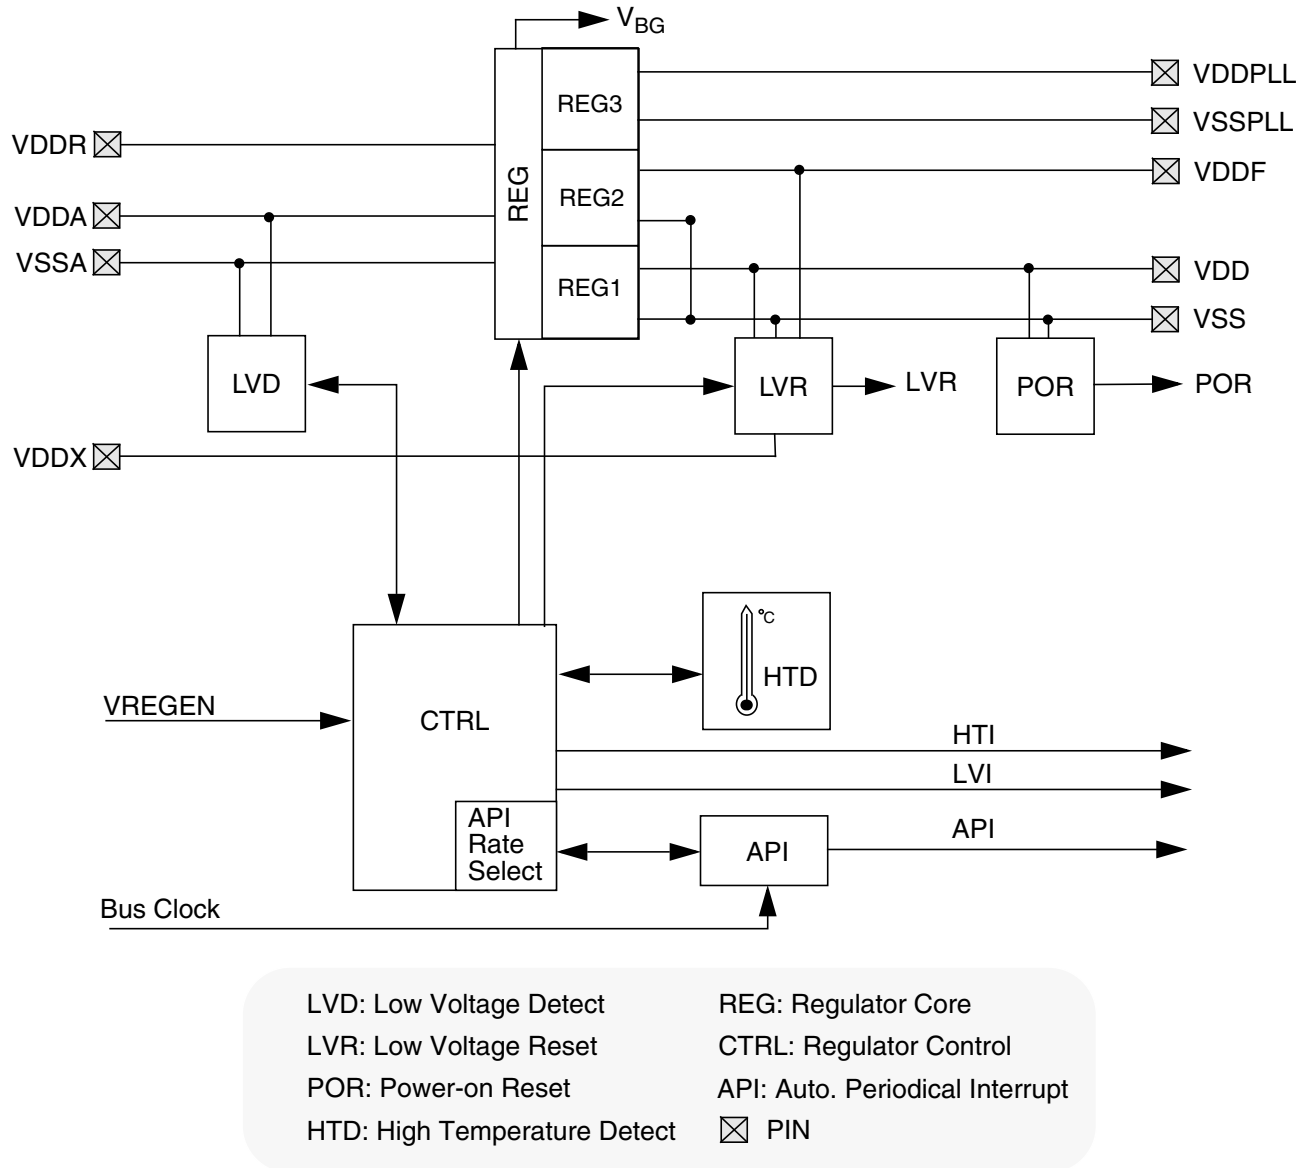 VBG
VDDPLL
REG3
VSSPLL
VDDR
VDDF
REG
REG2
VDDA
VSSA
VDD
REG1
VSS
LVD
LVR
LVR
POR
POR
VDDX
°C
HTD
VREGEN
CTRL
HTI
LVI
API
Rate
Select
API
API
Bus Clock
LVD: Low Voltage Detect
REG: Regulator Core
LVR: Low Voltage Reset
CTRL: Regulator Control
POR: Power-on Reset
API: Auto. Periodical Interrupt
HTD: High Temperature Detect
PIN